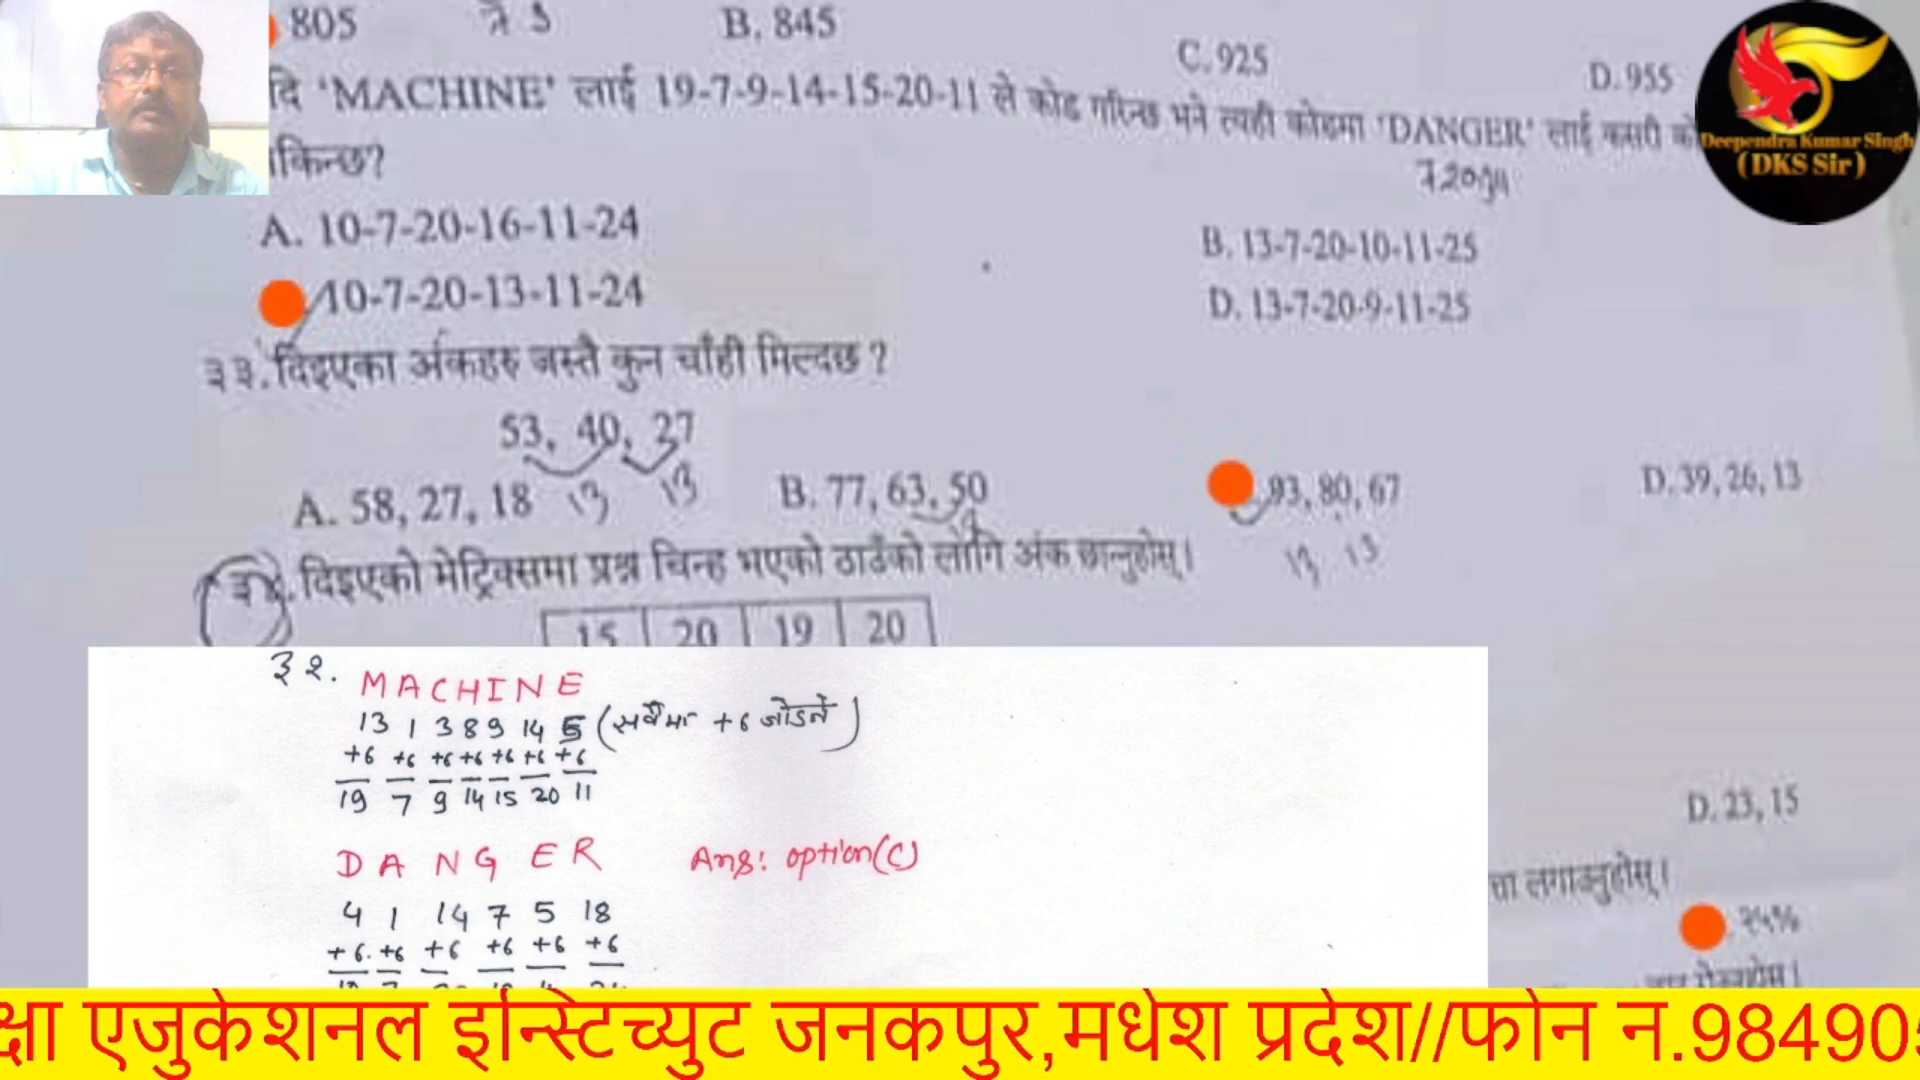 805
B. 845
C. 925
D. 955
दि 'MACHINE' लाई 19-7-9-14-15-20-11 ले कोड गरिन्छ भने त्यही कोडमा 'DANGER' लाई कसरी को
किन्छ?
A. 10-7-20-16-11-24
B. 13-7-20-10-11-25
10-7-20-13-11-24
D. 13-7-20-9-11-25
३३. दिइएका अंकहरु जस्तै कुन चाँही मिल्दछ ?
53, 40, 27
13 13
A. 58, 27, 18
B. 77, 63, 50
93, 80, 67
D. 39, 26, 13
13 13
३४. दिइएको मेट्रिक्समा प्रश्न चिन्ह भएको ठाउँको लागि अंक छान्नुहोस्।
15 20 19 20
३२. MACHINE
13 1 3 8 9 14 5 (सबैमा +6 जोडने)
+6 +6 +6 +6 +6 +6 +6
19 7 9 14 15 20 11
DANGER Ans: option(C)
4 1 14 7 5 18
+6. +6 +6 +6 +6 +6
D. 23, 15
लगाउनुहोस्।
२५%
Deependra Kumar Singh
(DKS Sir)
क्षा एजुकेशनल इन्स्टिच्युट जनकपुर,मधेश प्रदेश//फोन न.984905